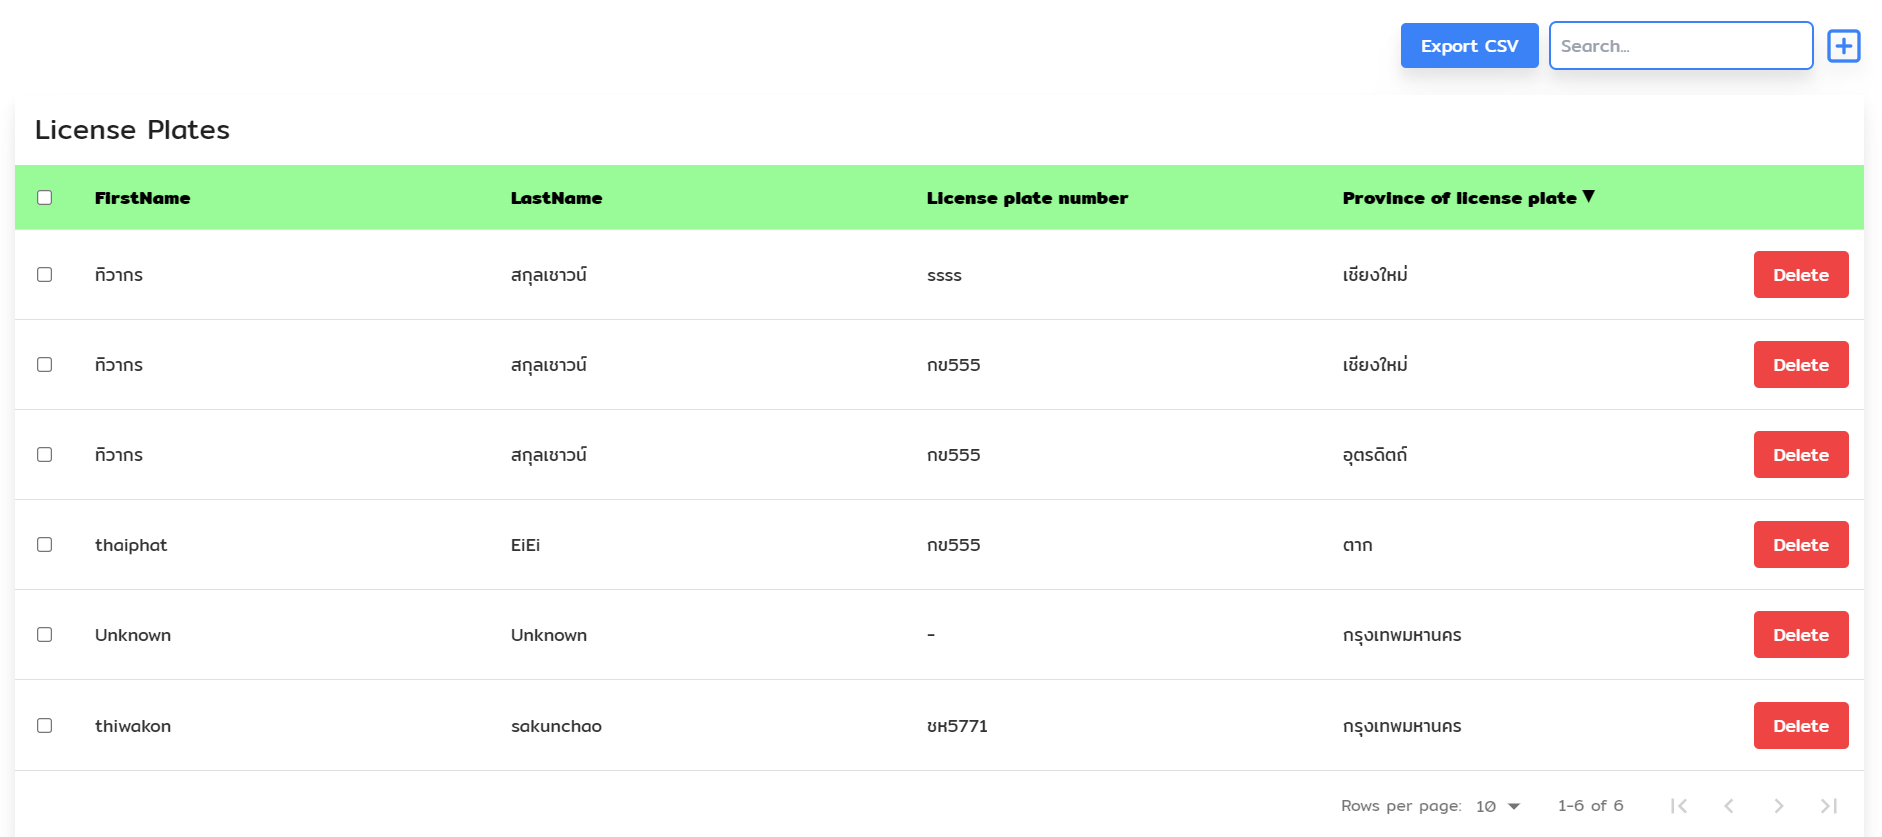 Export CSV Search...
License Plates
FirstName LastName License plate number Province of license plate ▼
ทิวากร สกุลเชาวน์ ssss เชียงใหม่ Delete
ทิวากร สกุลเชาวน์ กข555 เชียงใหม่ Delete
ทิวากร สกุลเชาวน์ กข555 อุตรดิตถ์ Delete
thaiphat EiEi กข555 ตาก Delete
Unknown Unknown - กรุงเทพมหานคร Delete
thiwakon sakunchao ชห5771 กรุงเทพมหานคร Delete
Rows per page: 10 1-6 of 6